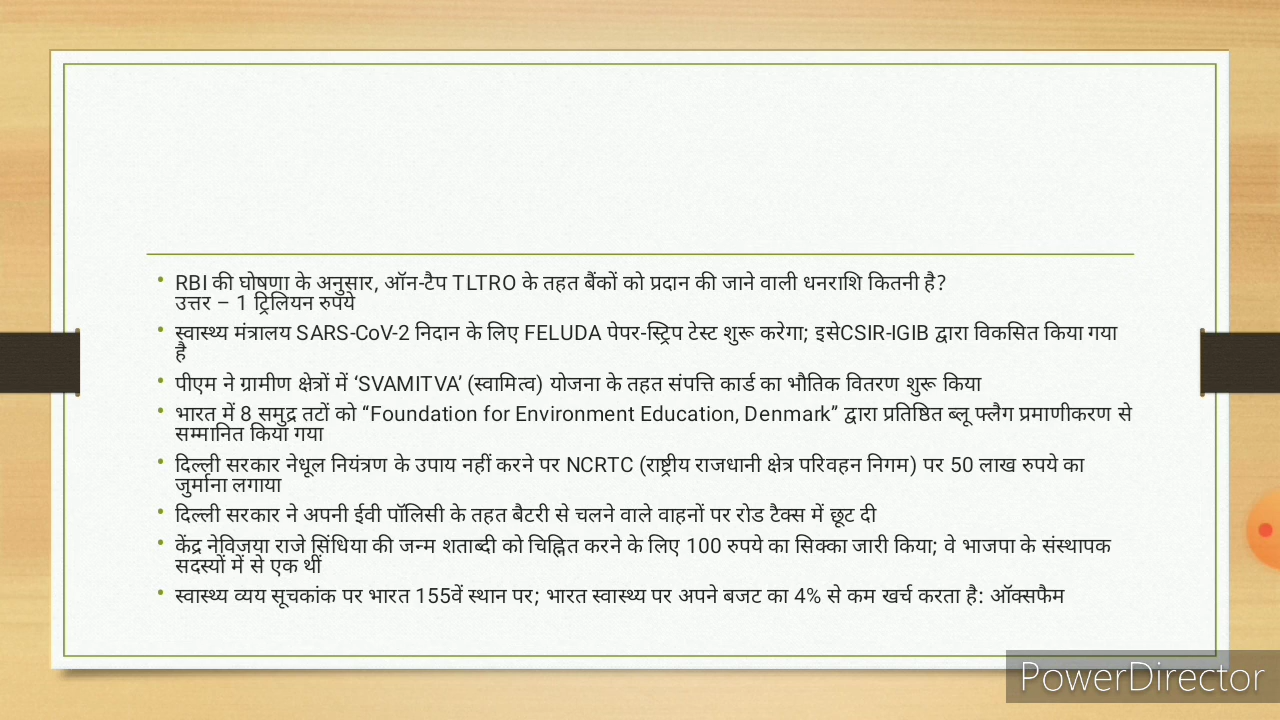 • RBI की घोषणा के अनुसार, ऑन-टैप TLTRO के तहत बैंकों को प्रदान की जाने वाली धनराशि कितनी है?
उत्तर – 1 ट्रिलियन रुपये
• स्वास्थ्य मंत्रालय SARS-CoV-2 निदान के लिए FELUDA पेपर-स्ट्रिप टेस्ट शुरू करेगा; इसेCSIR-IGIB द्वारा विकसित किया गया
है
• पीएम ने ग्रामीण क्षेत्रों में ‘SVAMITVA’ (स्वामित्व) योजना के तहत संपत्ति कार्ड का भौतिक वितरण शुरू किया
• भारत में 8 समुद्र तटों को “Foundation for Environment Education, Denmark” द्वारा प्रतिष्ठित ब्लू फ्लैग प्रमाणीकरण से
सम्मानित किया गया
• दिल्ली सरकार नेधूल नियंत्रण के उपाय नहीं करने पर NCRTC (राष्ट्रीय राजधानी क्षेत्र परिवहन निगम) पर 50 लाख रुपये का
जुर्माना लगाया
• दिल्ली सरकार ने अपनी ईवी पॉलिसी के तहत बैटरी से चलने वाले वाहनों पर रोड टैक्स में छूट दी
• केंद्र नेविजया राजे सिंधिया की जन्म शताब्दी को चिह्नित करने के लिए 100 रुपये का सिक्का जारी किया; वे भाजपा के संस्थापक
सदस्यों में से एक थीं
• स्वास्थ्य व्यय सूचकांक पर भारत 155वें स्थान पर; भारत स्वास्थ्य पर अपने बजट का 4% से कम खर्च करता है: ऑक्सफैम
PowerDirector